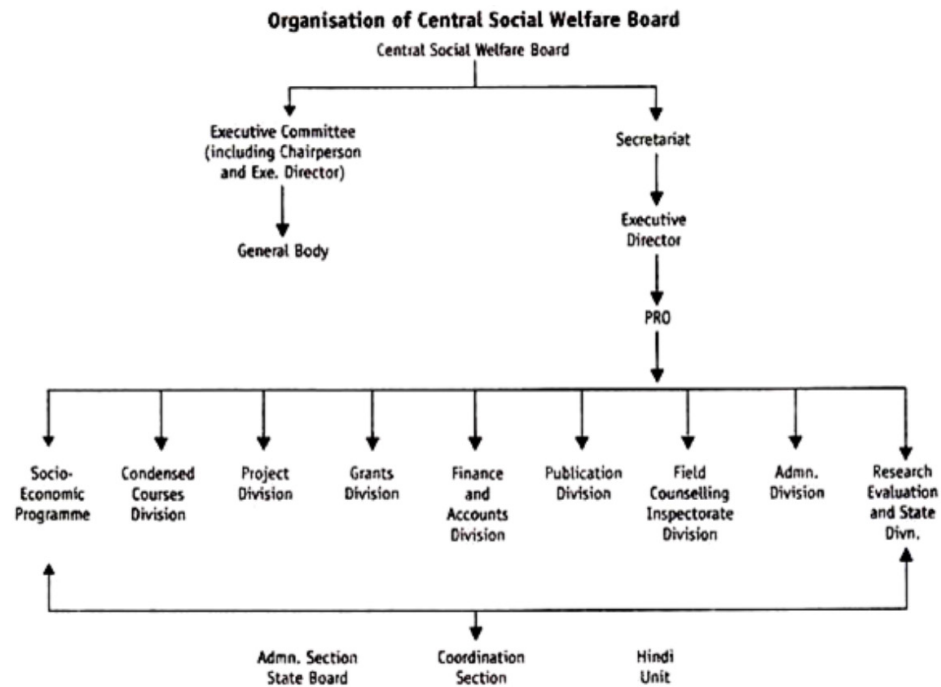 Organisation of Central Social Welfare Board
Central Social Welfare Board
Executive Committee
(including Chairperson
and Exe. Director)
General Body
Secretariat
Executive
Director
PRO
Socio-
Economic
Programme
Condensed
Courses
Division
Project
Division
Grants
Division
Finance
and
Accounts
Division
Publication
Division
Field
Counselling
Inspectorate
Division
Admn.
Division
Research
Evaluation
and State
Divn.
Admn. Section
State Board
Coordination
Section
Hindi
Unit